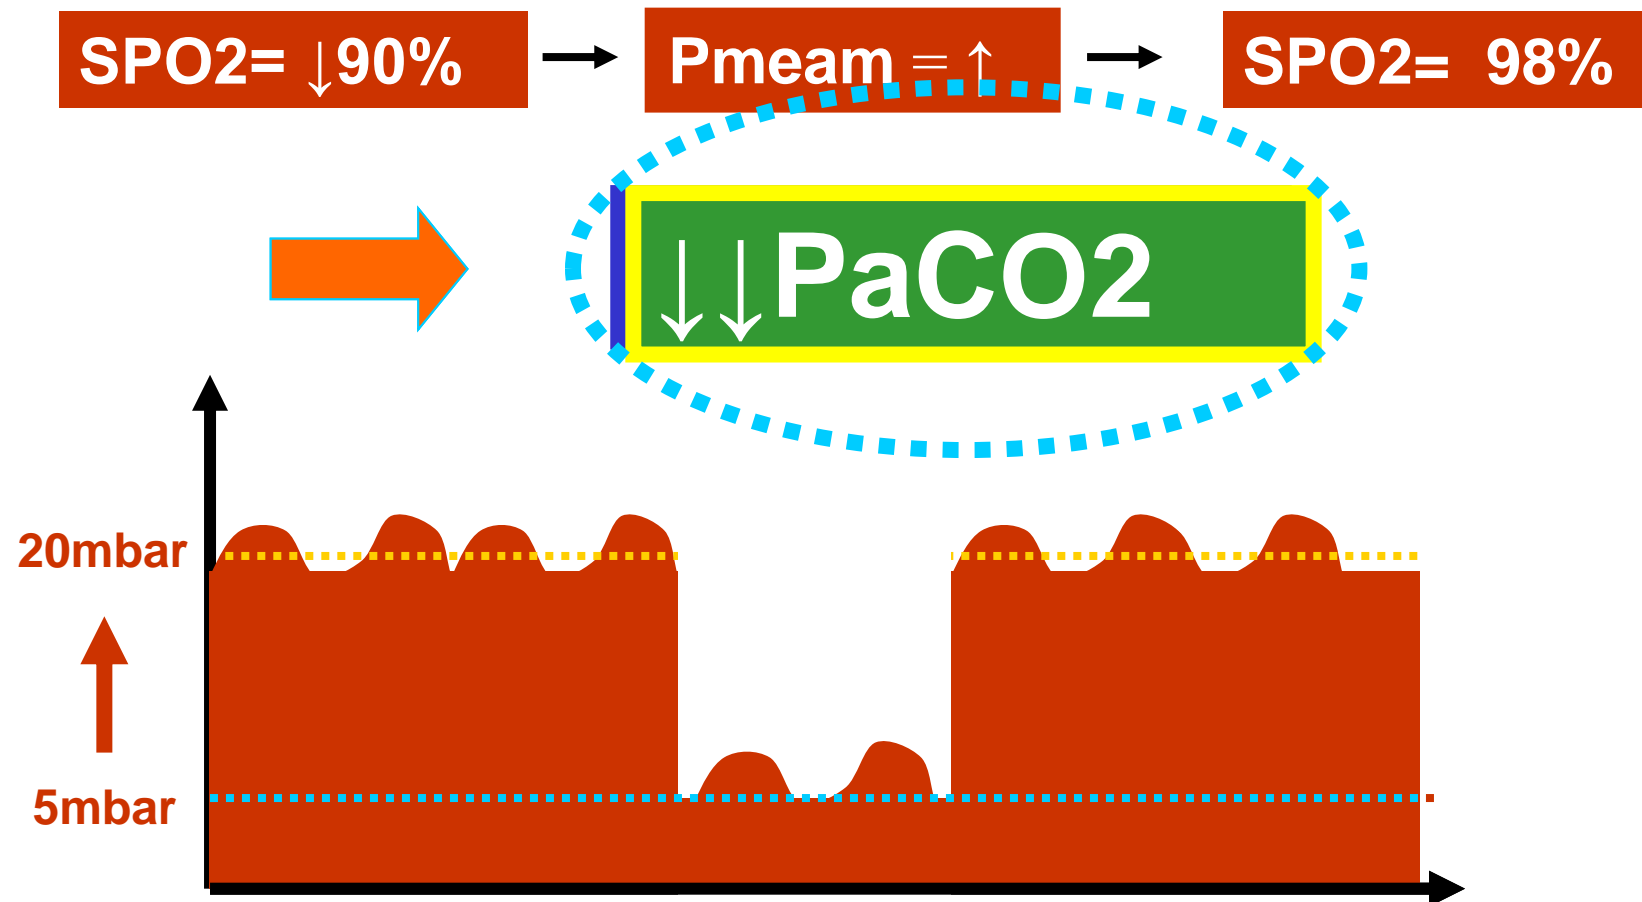 SPO2= ↓90% → Pmeam = ↑ → SPO2= 98%
↓↓PaCO2
20mbar
5mbar